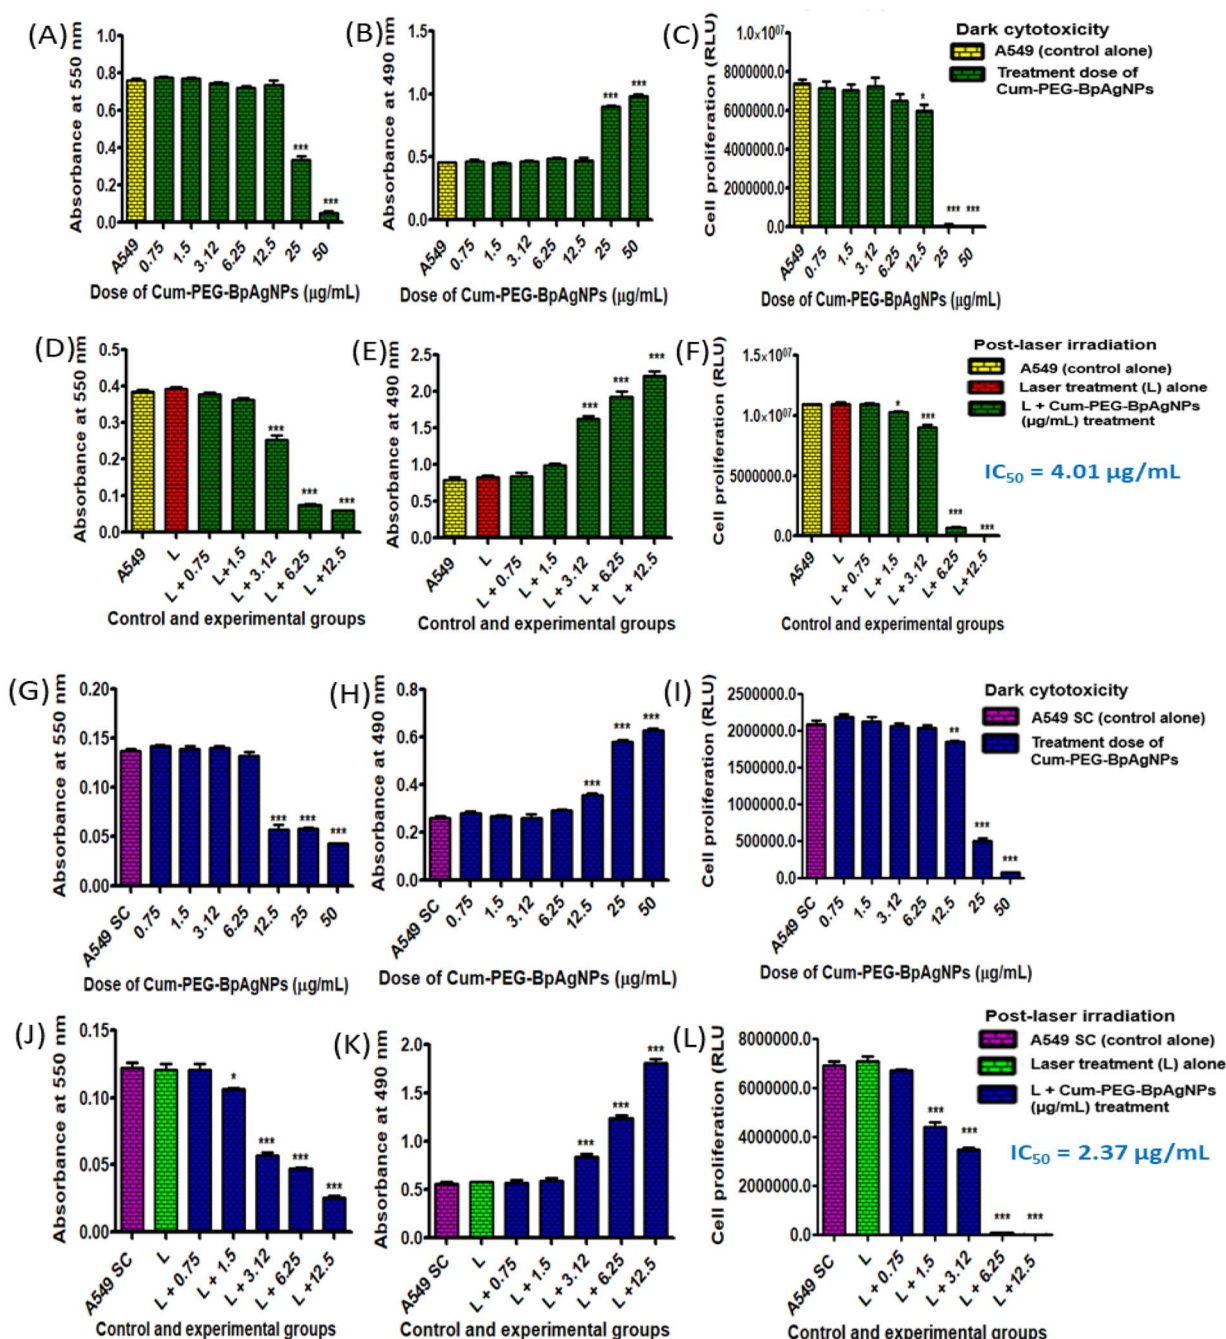 (A)
Absorbance at 550 nm
1.0
0.8
0.6
0.4
0.2
0.0
***
***
A549
0.75
1.5
3.12
6.25
12.5
25
50
Dose of Cum-PEG-BpAgNPs (µg/mL)
(B)
Absorbance at 490 nm
1.5
1.0
0.5
0.0
***
***
A549
0.75
1.5
3.12
6.25
12.5
25
50
Dose of Cum-PEG-BpAgNPs (µg/mL)
(C)
Cell proliferation (RLU)
1.0×10⁰⁷
8000000.0
6000000.0
4000000.0
2000000.0
0.0
*
***
***
A549
0.75
1.5
3.12
6.25
12.5
25
50
Dose of Cum-PEG-BpAgNPs (µg/mL)
Dark cytotoxicity
A549 (control alone)
Treatment dose of
Cum-PEG-BpAgNPs
(D)
Absorbance at 550 nm
0.5
0.4
0.3
0.2
0.1
0.0
***
***
***
A549
L
L + 0.75
L+1.5
L + 3.12
L + 6.25
L +12.5
Control and experimental groups
(E)
Absorbance at 490 nm
2.5
2.0
1.5
1.0
0.5
0.0
***
***
***
A549
L
L + 0.75
L + 1.5
L + 3.12
L + 6.25
L + 12.5
Control and experimental groups
(F)
Cell proliferation (RLU)
1.5×10⁰⁷
1.0×10⁰⁷
5000000.0
0.0
*
***
***
***
A549
L
L + 0.75
L + 1.5
L + 3.12
L+ 6.25
L+12.5
Control and experimental groups
Post-laser irradiation
A549 (control alone)
Laser treatment (L) alone
L + Cum-PEG-BpAgNPs
(µg/mL) treatment
IC₅₀ = 4.01 µg/mL
(G)
Absorbance at 550 nm
0.20
0.15
0.10
0.05
0.00
***
***
***
A549 SC
0.75
1.5
3.12
6.25
12.5
25
50
Dose of Cum-PEG-BpAgNPs (µg/mL)
(H)
Absorbance at 490 nm
0.8
0.6
0.4
0.2
0.0
***
***
***
A549 SC
0.75
1.5
3.12
6.25
12.5
25
50
Dose of Cum-PEG-BpAgNPs (µg/mL)
(I)
Cell proliferation (RLU)
2500000.0
2000000.0
1500000.0
1000000.0
500000.0
0.0
**
***
***
A549 SC
0.75
1.5
3.12
6.25
12.5
25
50
Dose of Cum-PEG-BpAgNPs (µg/mL)
Dark cytotoxicity
A549 SC (control alone)
Treatment dose of
Cum-PEG-BpAgNPs
(J)
Absorbance at 550 nm
0.15
0.10
0.05
0.00
*
***
***
***
A549 SC
L
L + 0.75
L + 1.5
L + 3.12
L + 6.25
L +12.5
Control and experimental groups
(K)
Absorbance at 490 nm
2.0
1.5
1.0
0.5
0.0
***
***
***
A549 SC
L
L + 0.75
L + 1.5
L + 3.12
L + 6.25
L +12.5
Control and experimental groups
(L)
Cell proliferation (RLU
8000000.0
6000000.0
4000000.0
2000000.0
0.0
***
***
***
***
A549 SC
L
L + 0.75
L + 1.5
L + 3.12
L + 6.25
L +12.5
Control and experimental groups
Post-laser irradiation
A549 SC (control alone)
Laser treatment (L) alone
L + Cum-PEG-BpAgNPs
(µg/mL) treatment
IC₅₀ = 2.37 µg/mL